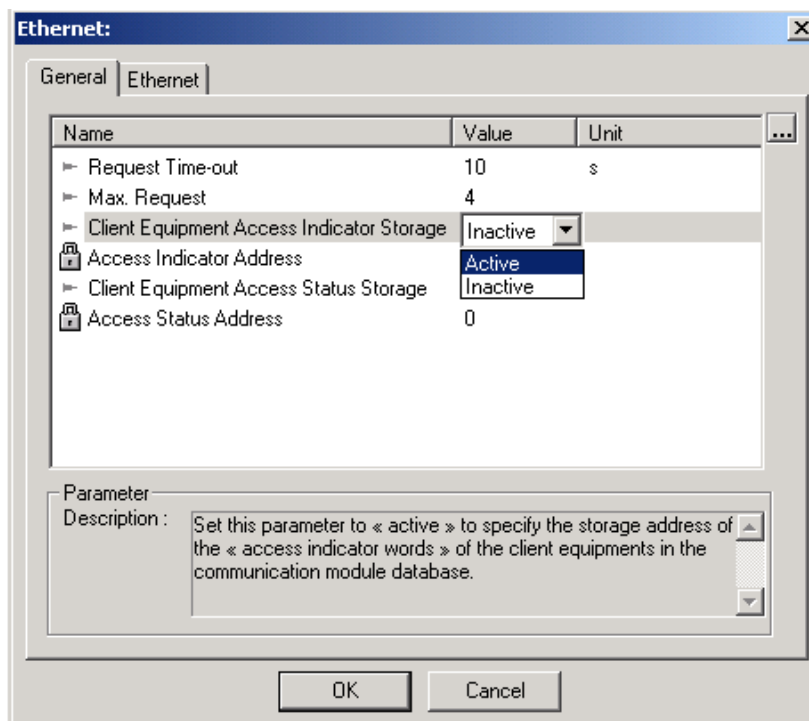 Ethernet:
General Ethernet
Name Value Unit ...
Request Time-out 10 s
Max. Request 4
Client Equipment Access Indicator Storage Inactive
Access Indicator Address Active
Client Equipment Access Status Storage Inactive
Access Status Address 0
Parameter
Description : Set this parameter to « active » to specify the storage address of
the « access indicator words » of the client equipments in the
communication module database.
OK Cancel